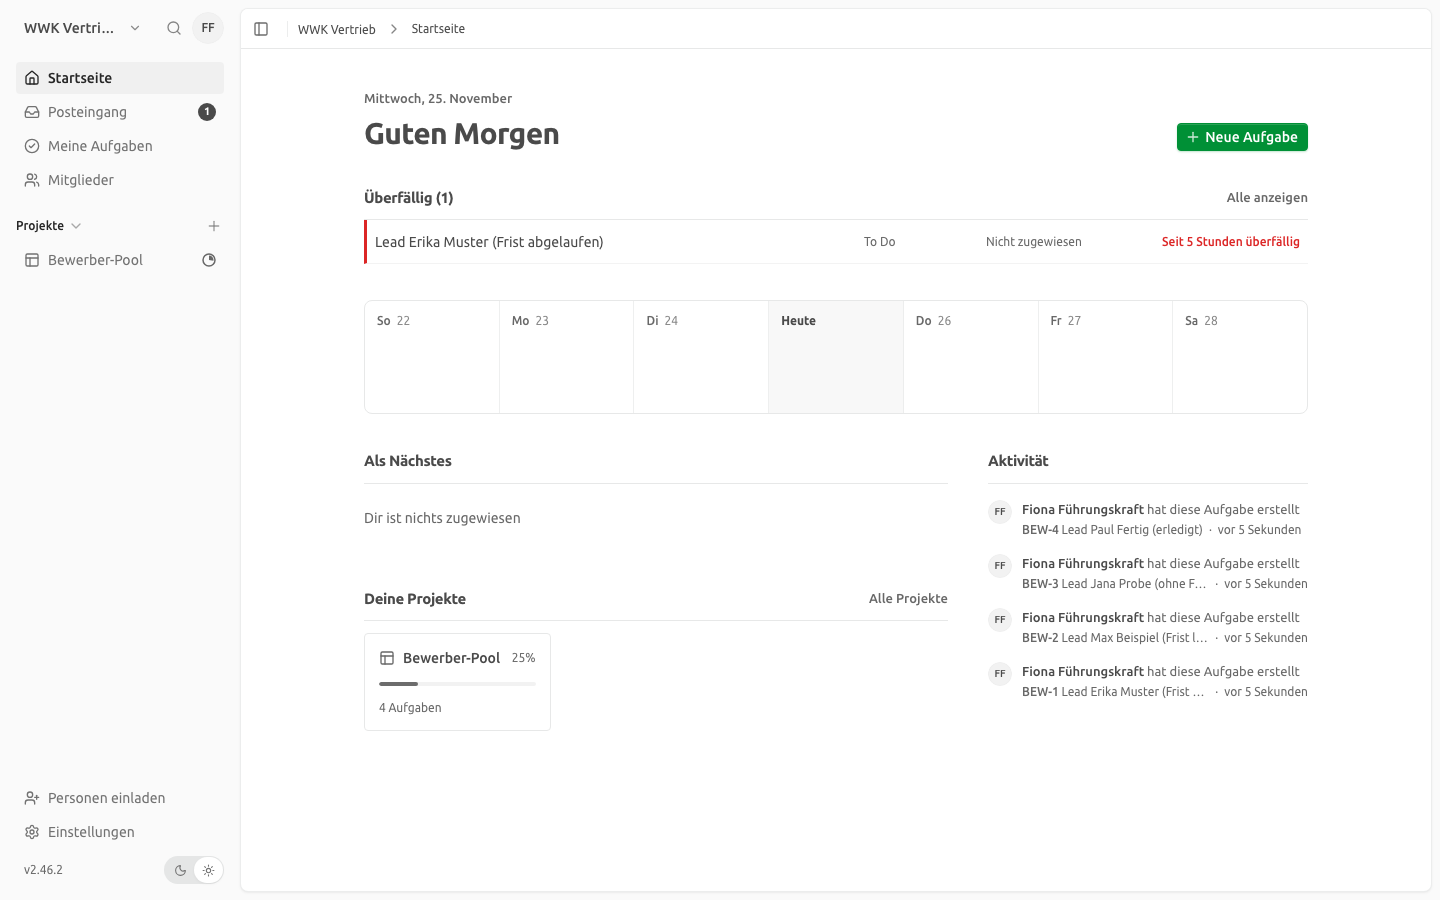 WWK Vertri...
FF
Startseite
Posteingang
1
Meine Aufgaben
Mitglieder
Projekte
Bewerber-Pool
Personen einladen
Einstellungen
v2.46.2
WWK Vertrieb
Startseite
Mittwoch, 25. November
Guten Morgen
Neue Aufgabe
Überfällig (1)
Alle anzeigen
Lead Erika Muster (Frist abgelaufen)
To Do
Nicht zugewiesen
Seit 5 Stunden überfällig
So 22
Mo 23
Di 24
Heute
Do 26
Fr 27
Sa 28
Als Nächstes
Dir ist nichts zugewiesen
Deine Projekte
Alle Projekte
Bewerber-Pool 25%
4 Aufgaben
Aktivität
FF
Fiona Führungskraft hat diese Aufgabe erstellt
BEW-4 Lead Paul Fertig (erledigt) · vor 5 Sekunden
FF
Fiona Führungskraft hat diese Aufgabe erstellt
BEW-3 Lead Jana Probe (ohne F... · vor 5 Sekunden
FF
Fiona Führungskraft hat diese Aufgabe erstellt
BEW-2 Lead Max Beispiel (Frist l... · vor 5 Sekunden
FF
Fiona Führungskraft hat diese Aufgabe erstellt
BEW-1 Lead Erika Muster (Frist ... · vor 5 Sekunden